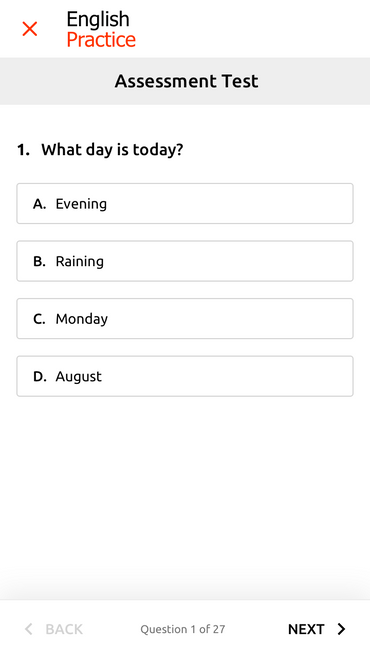 English
Practice
Assessment Test
1. What day is today?
A. Evening
B. Raining
C. Monday
D. August
BACK
Question 1 of 27
NEXT